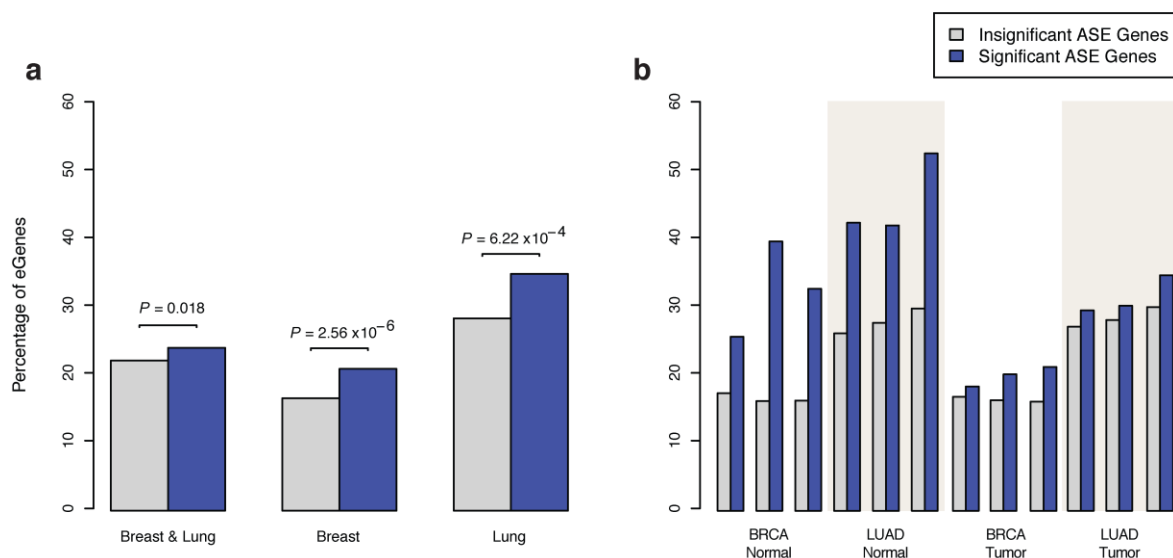 Insignificant ASE Genes
Significant ASE Genes
a
b
Percentage of eGenes
60
50
40
30
20
10
0
P = 0.018
P = 2.56 x10−6
P = 6.22 x10−4
Breast & Lung
Breast
Lung
60
50
40
30
20
10
0
BRCA
Normal
LUAD
Normal
BRCA
Tumor
LUAD
Tumor